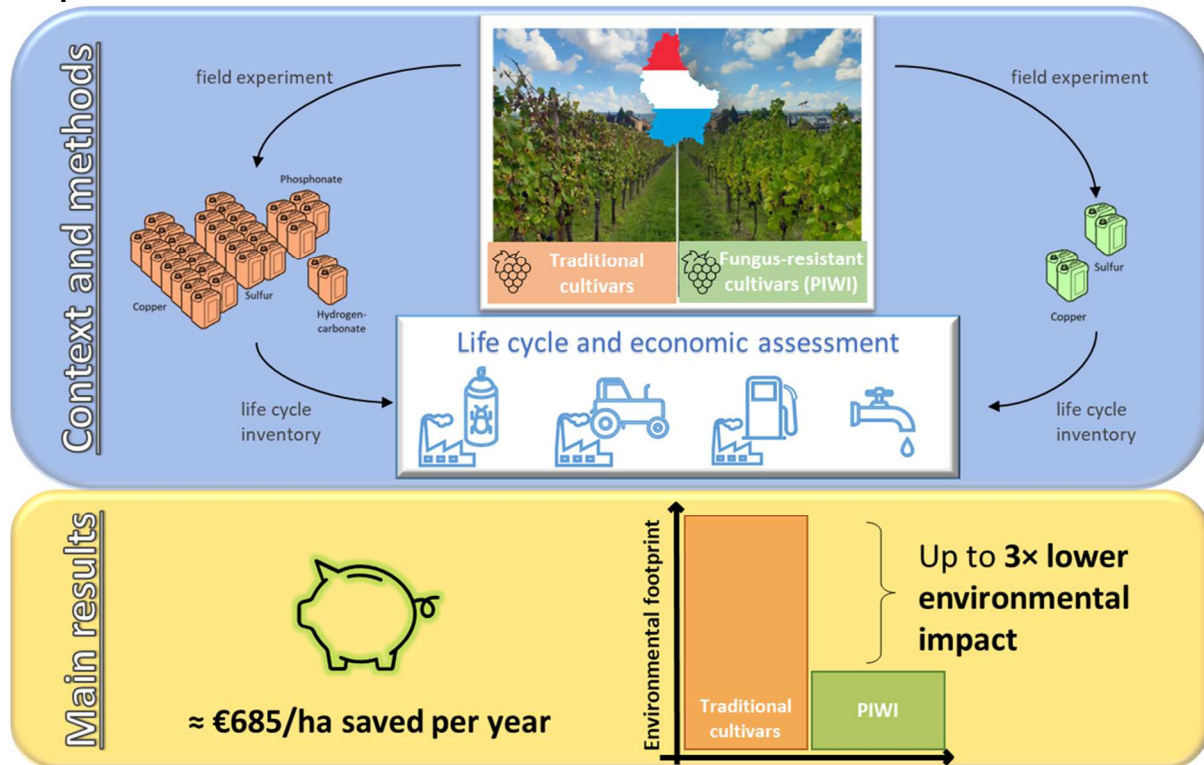 Context and methods
field experiment
field experiment
Phosphonate
Copper
Sulfur
Hydrogen-
carbonate
Traditional
cultivars
Fungus-resistant
cultivars (PIWI)
Sulfur
Copper
Life cycle and economic assessment
life cycle
inventory
life cycle
inventory
Main results
≈ €685/ha saved per year
Environmental footprint
Traditional
cultivars
PIWI
Up to 3× lower
environmental
impact